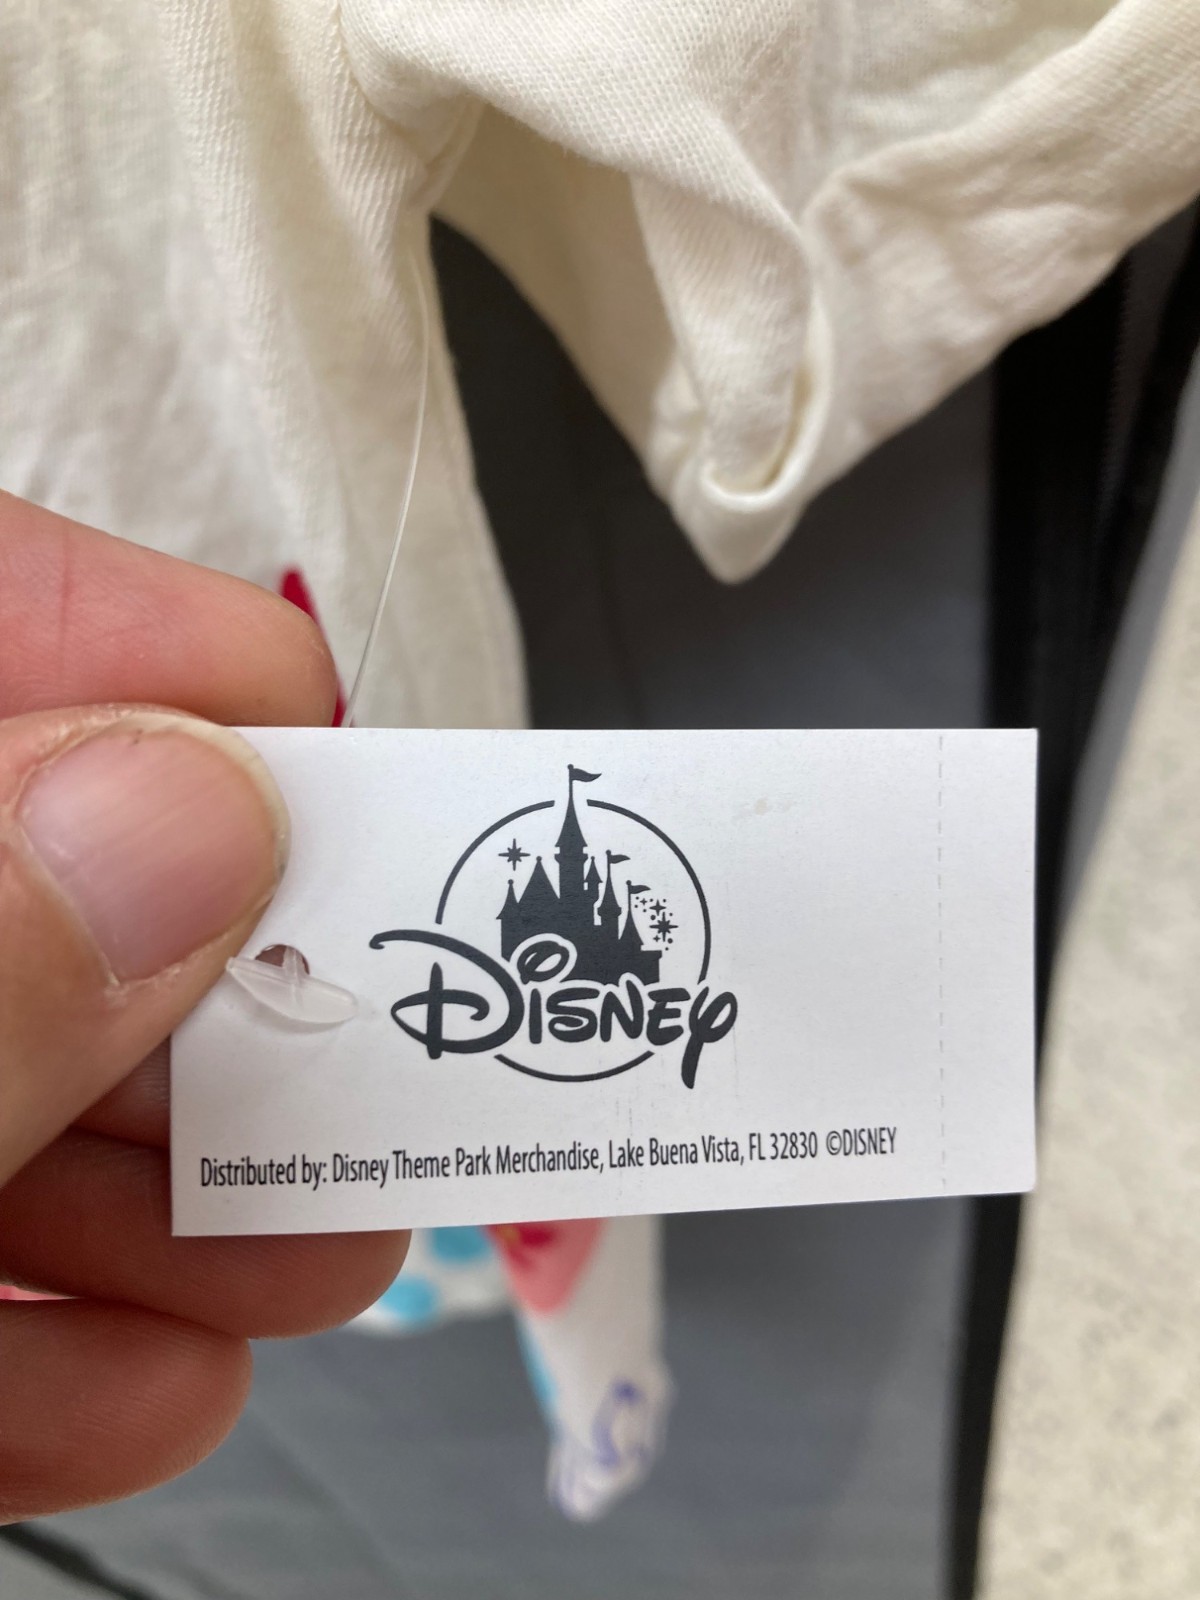 Disney
Distributed by: Disney Theme Park Merchandise, Lake Buena Vista, FL 32830 ©DISNEY